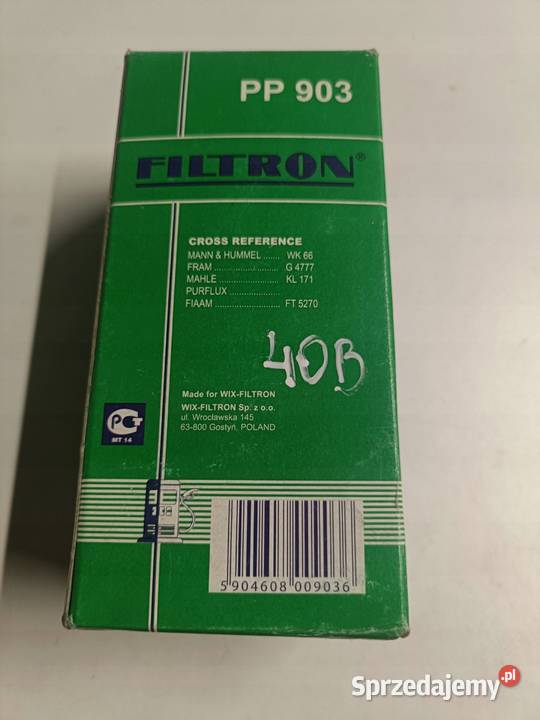 PP 903
FILTRON®
CROSS REFERENCE
MANN & HUMMEL ...... WK 66
FRAM ........................ G 4777
MAHLE ...................... KL 171
PURFLUX ..................
FIAAM ........................ FT 5270
40B
Made for WIX-FILTRON
WIX-FILTRON Sp. z o.o.
ul. Wrocławska 145
63-800 Gostyń, POLAND
МТ 14
5 904608 009036
Sprzedajemy.pl